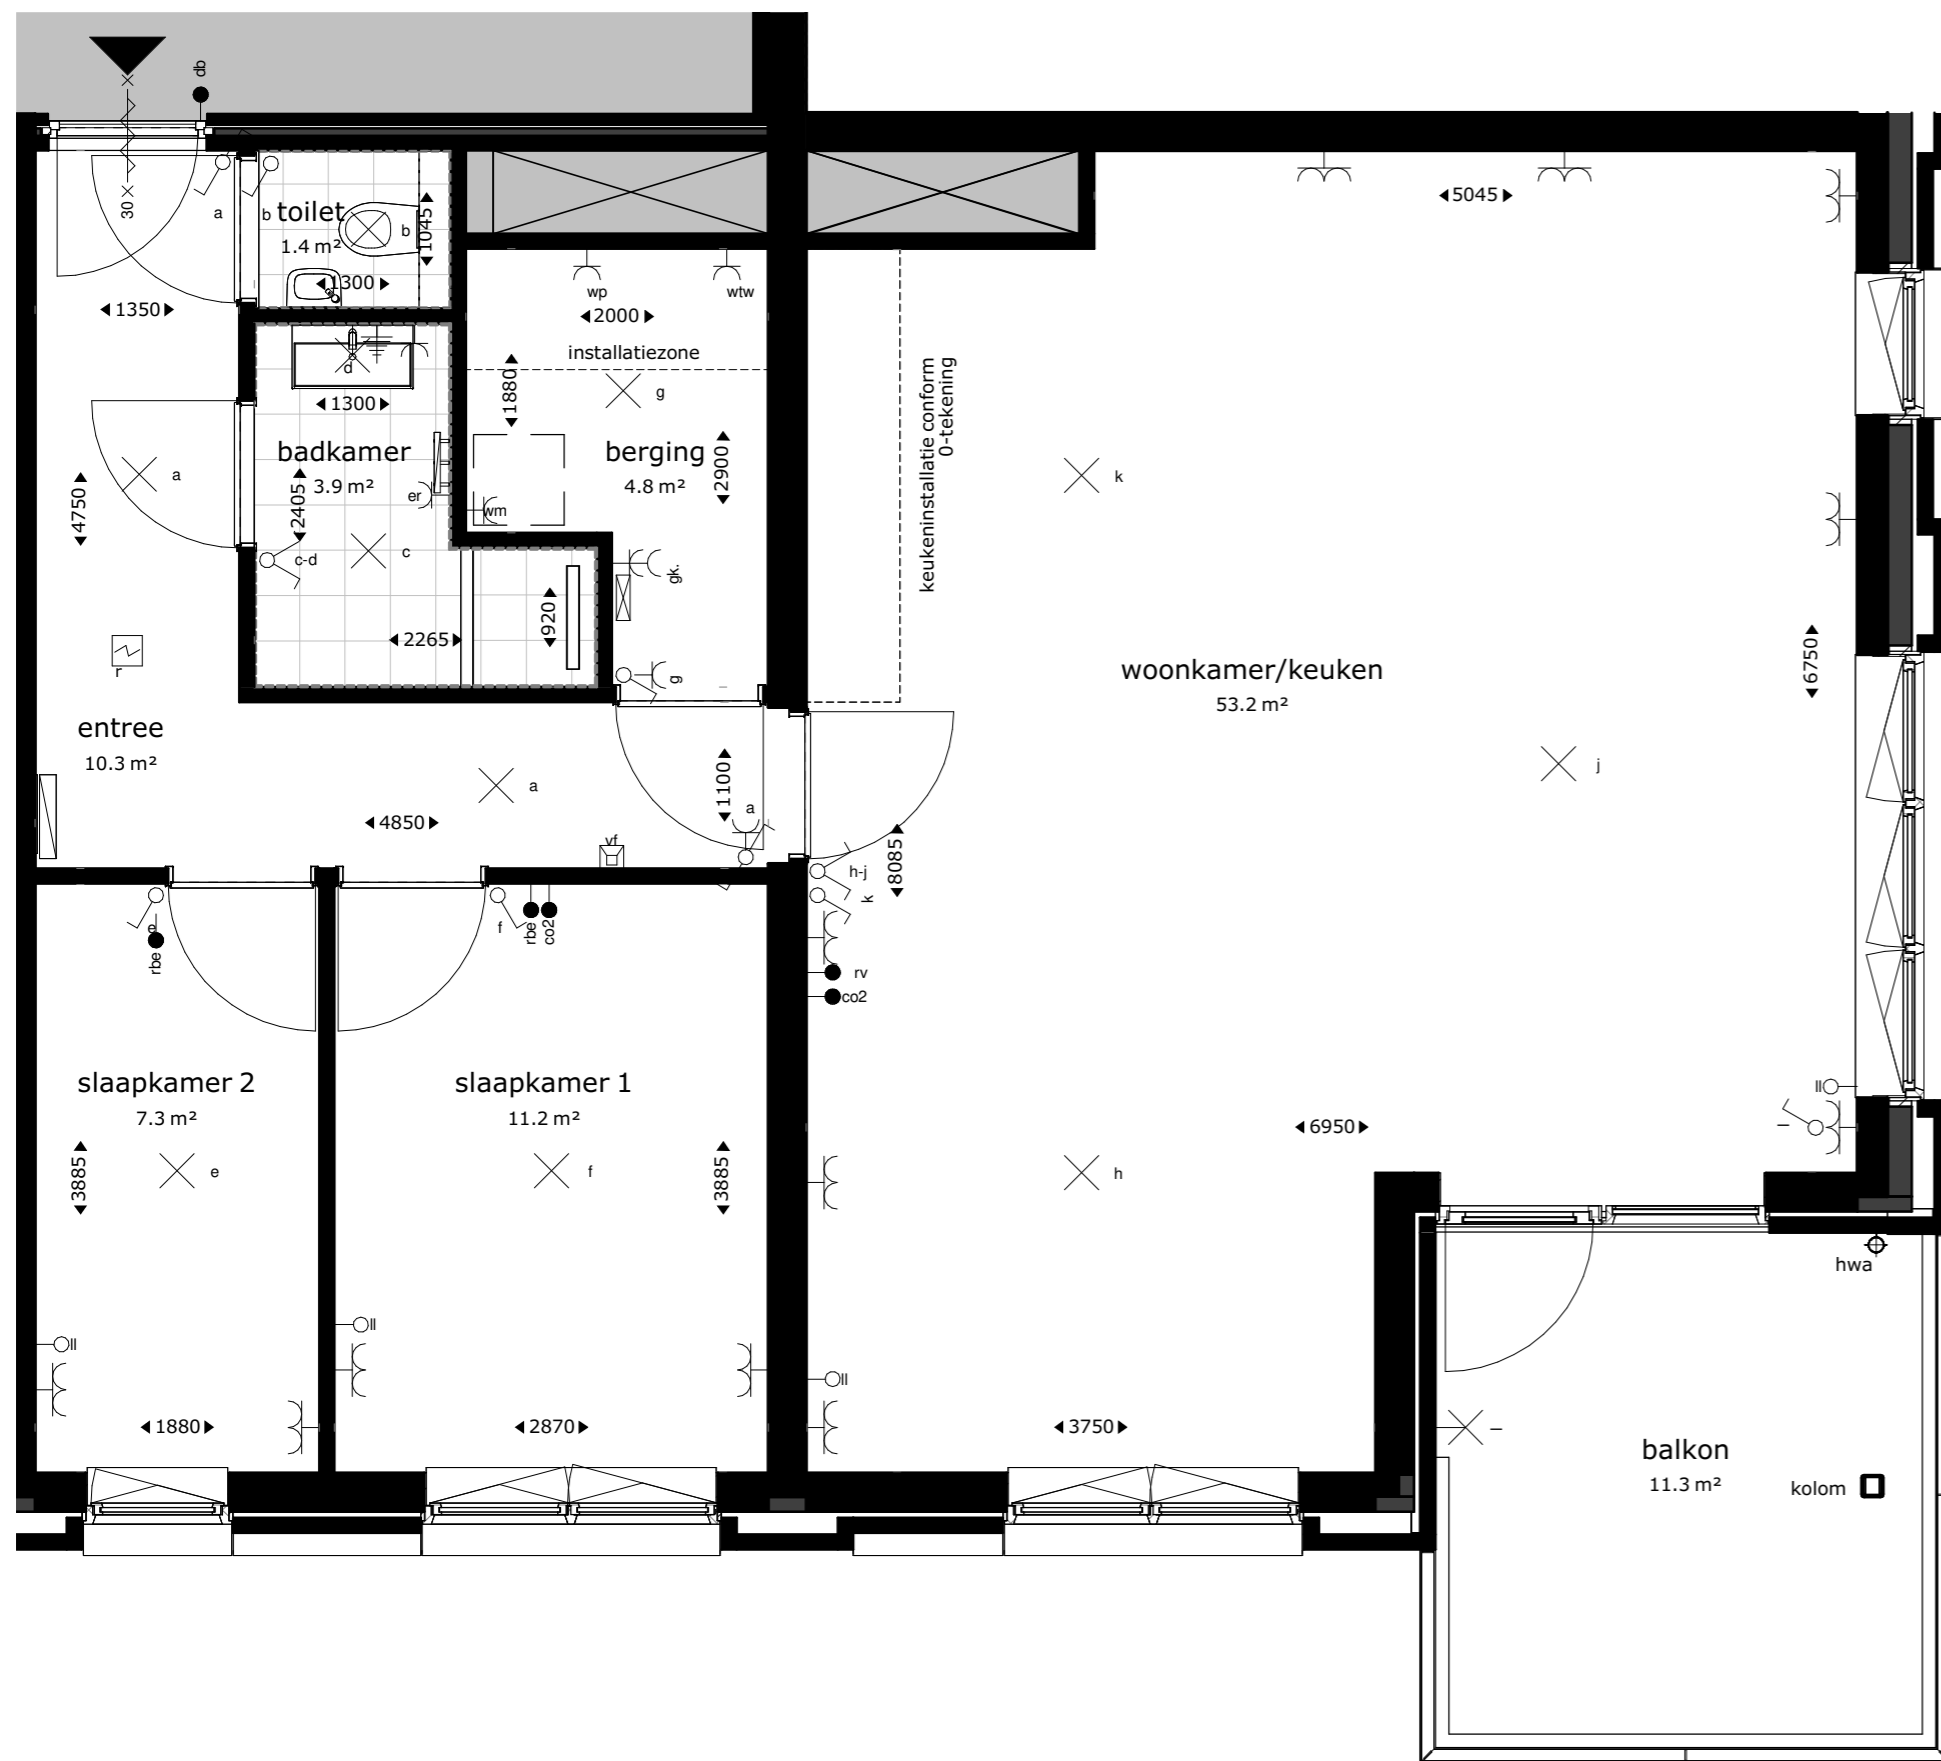 db
30
a
b
toilet
1.4 m²
b
1045
1300
5045
1350
wp
wtw
2000
installatiezone
d
1300
1880
g
keukeninstallatie conform
0-tekening
badkamer
3.9 m²
berging
4.8 m²
2900
k
a
4750
2405
er
wm
c-d
c
gk.
920
2265
r
g
woonkamer/keuken
53.2 m²
6750
entree
10.3 m²
a
1100
j
a
4850
vf
8085
h-j
k
e
rbe
f
rbe
co2
rv
co2
slaapkamer 2
7.3 m²
slaapkamer 1
11.2 m²
ll
l
6950
3885
e
f
3885
h
hwa
ll
ll
ll
1880
2870
3750
l
balkon
11.3 m²
kolom